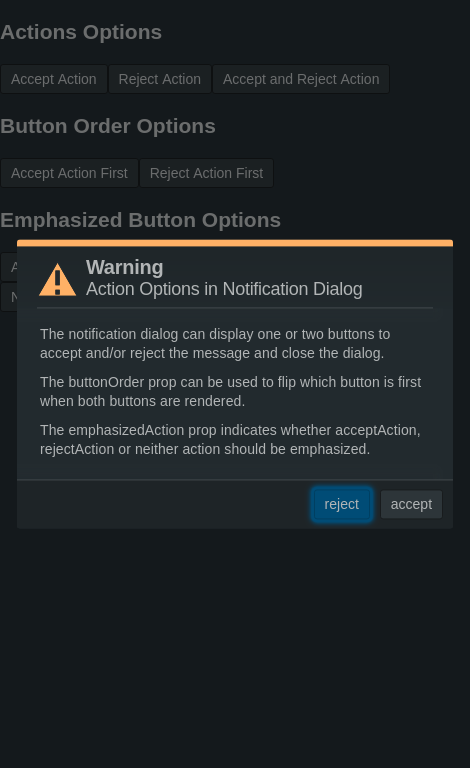 Actions Options
Accept Action Reject Action Accept and Reject Action
Button Order Options
Accept Action First Reject Action First
Emphasized Button Options
Warning
Action Options in Notification Dialog
The notification dialog can display one or two buttons to
accept and/or reject the message and close the dialog.
The buttonOrder prop can be used to flip which button is first
when both buttons are rendered.
The emphasizedAction prop indicates whether acceptAction,
rejectAction or neither action should be emphasized.
reject accept